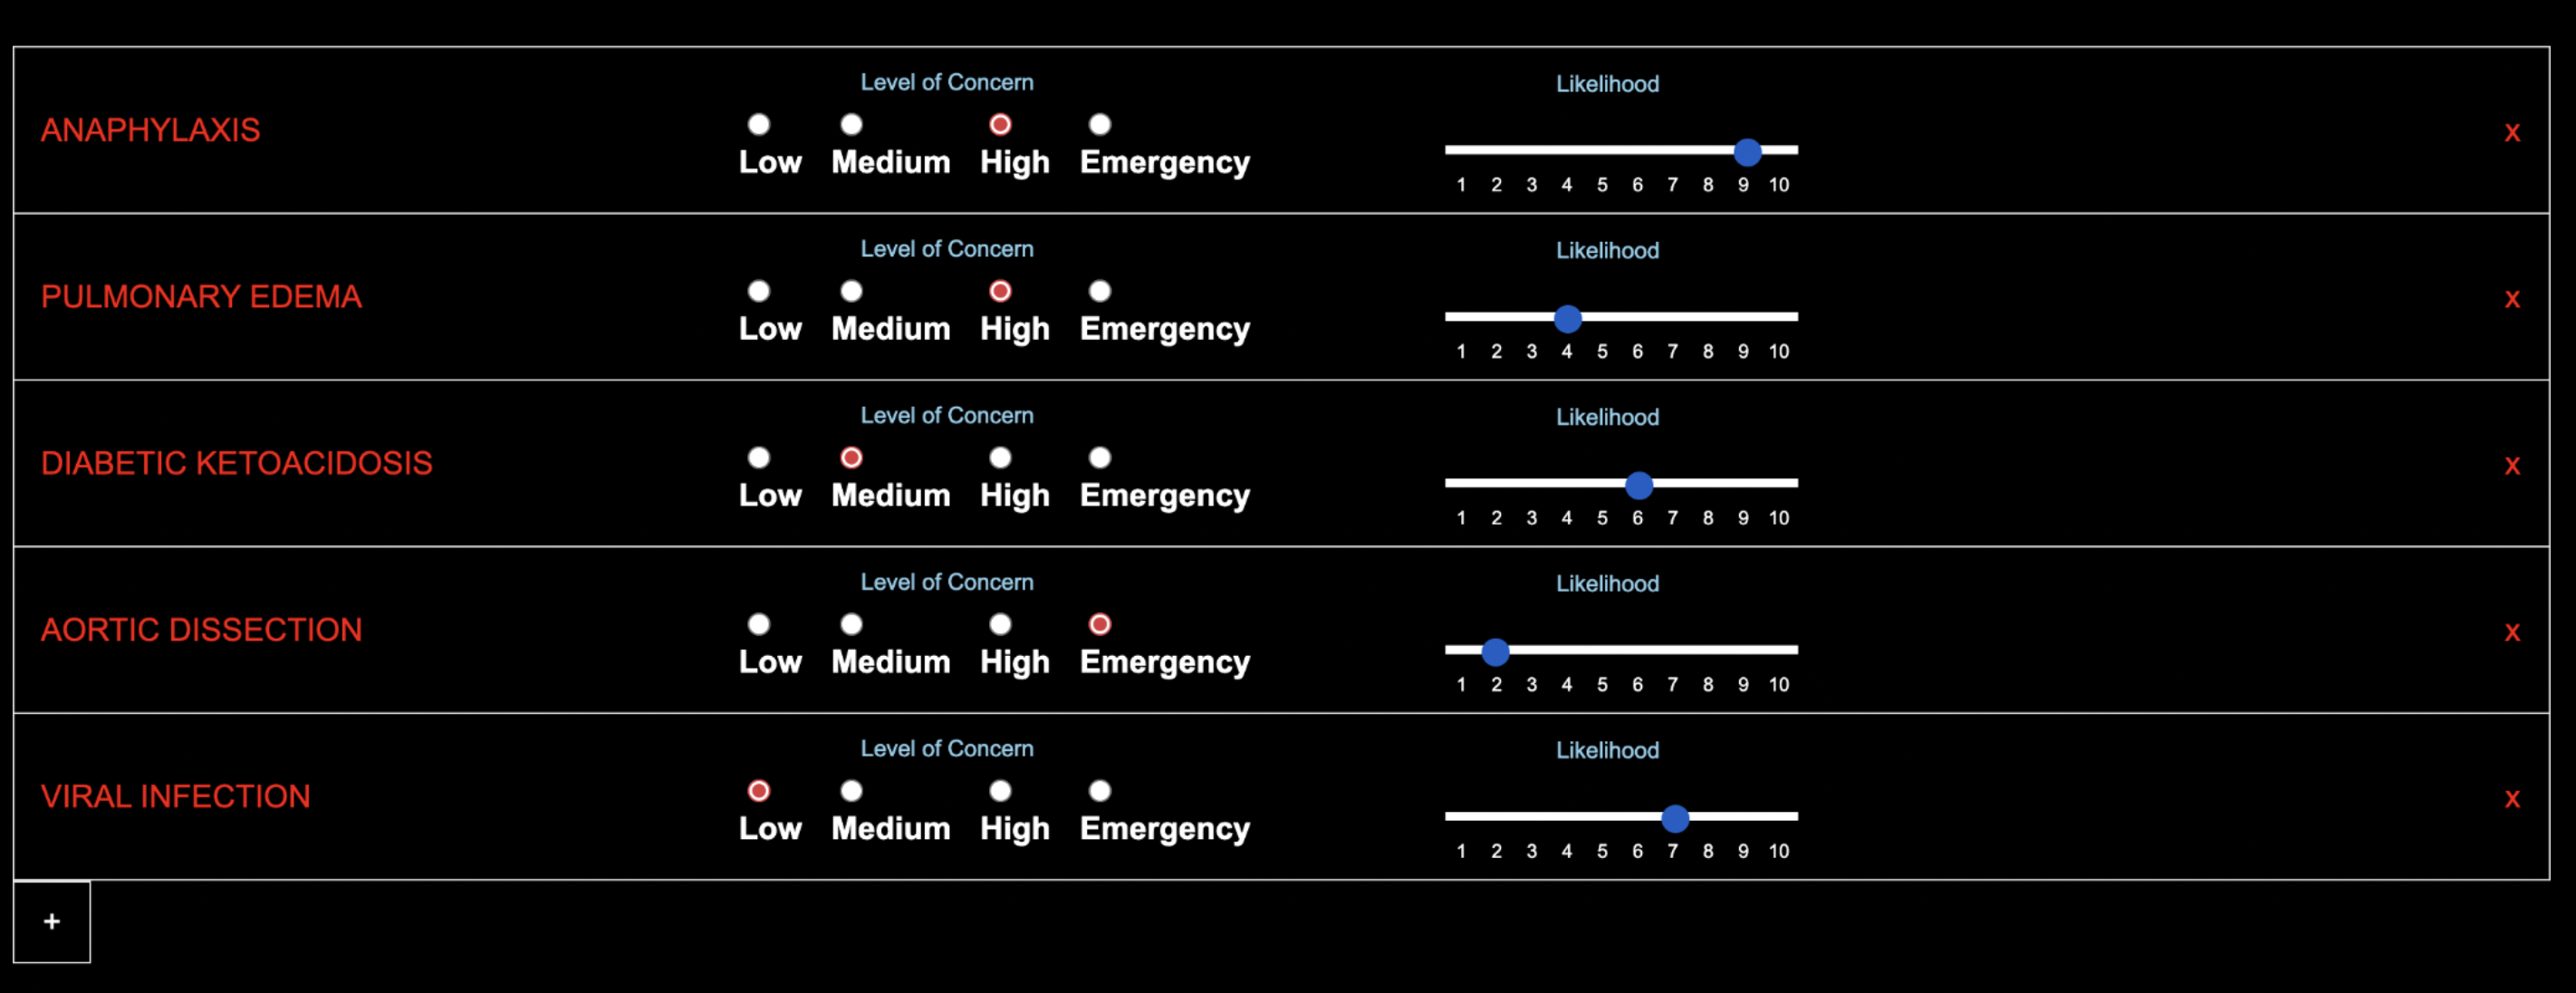 Level of Concern Likelihood
ANAPHYLAXIS Low Medium High Emergency X
1 2 3 4 5 6 7 8 9 10
Level of Concern Likelihood
PULMONARY EDEMA Low Medium High Emergency X
1 2 3 4 5 6 7 8 9 10
Level of Concern Likelihood
DIABETIC KETOACIDOSIS Low Medium High Emergency X
1 2 3 4 5 6 7 8 9 10
Level of Concern Likelihood
AORTIC DISSECTION Low Medium High Emergency X
1 2 3 4 5 6 7 8 9 10
Level of Concern Likelihood
VIRAL INFECTION Low Medium High Emergency X
1 2 3 4 5 6 7 8 9 10
+